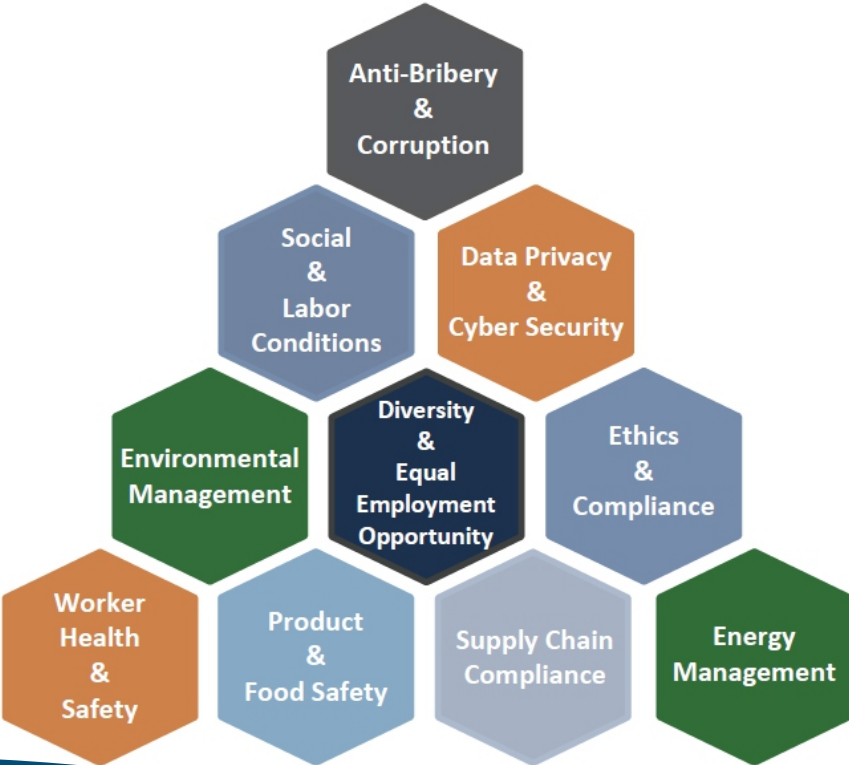 Anti-Bribery
&
Corruption
Social
&
Labor
Conditions
Data Privacy
&
Cyber Security
Environmental
Management
Diversity
&
Equal
Employment
Opportunity
Ethics
&
Compliance
Worker
Health
&
Safety
Product
&
Food Safety
Supply Chain
Compliance
Energy
Management